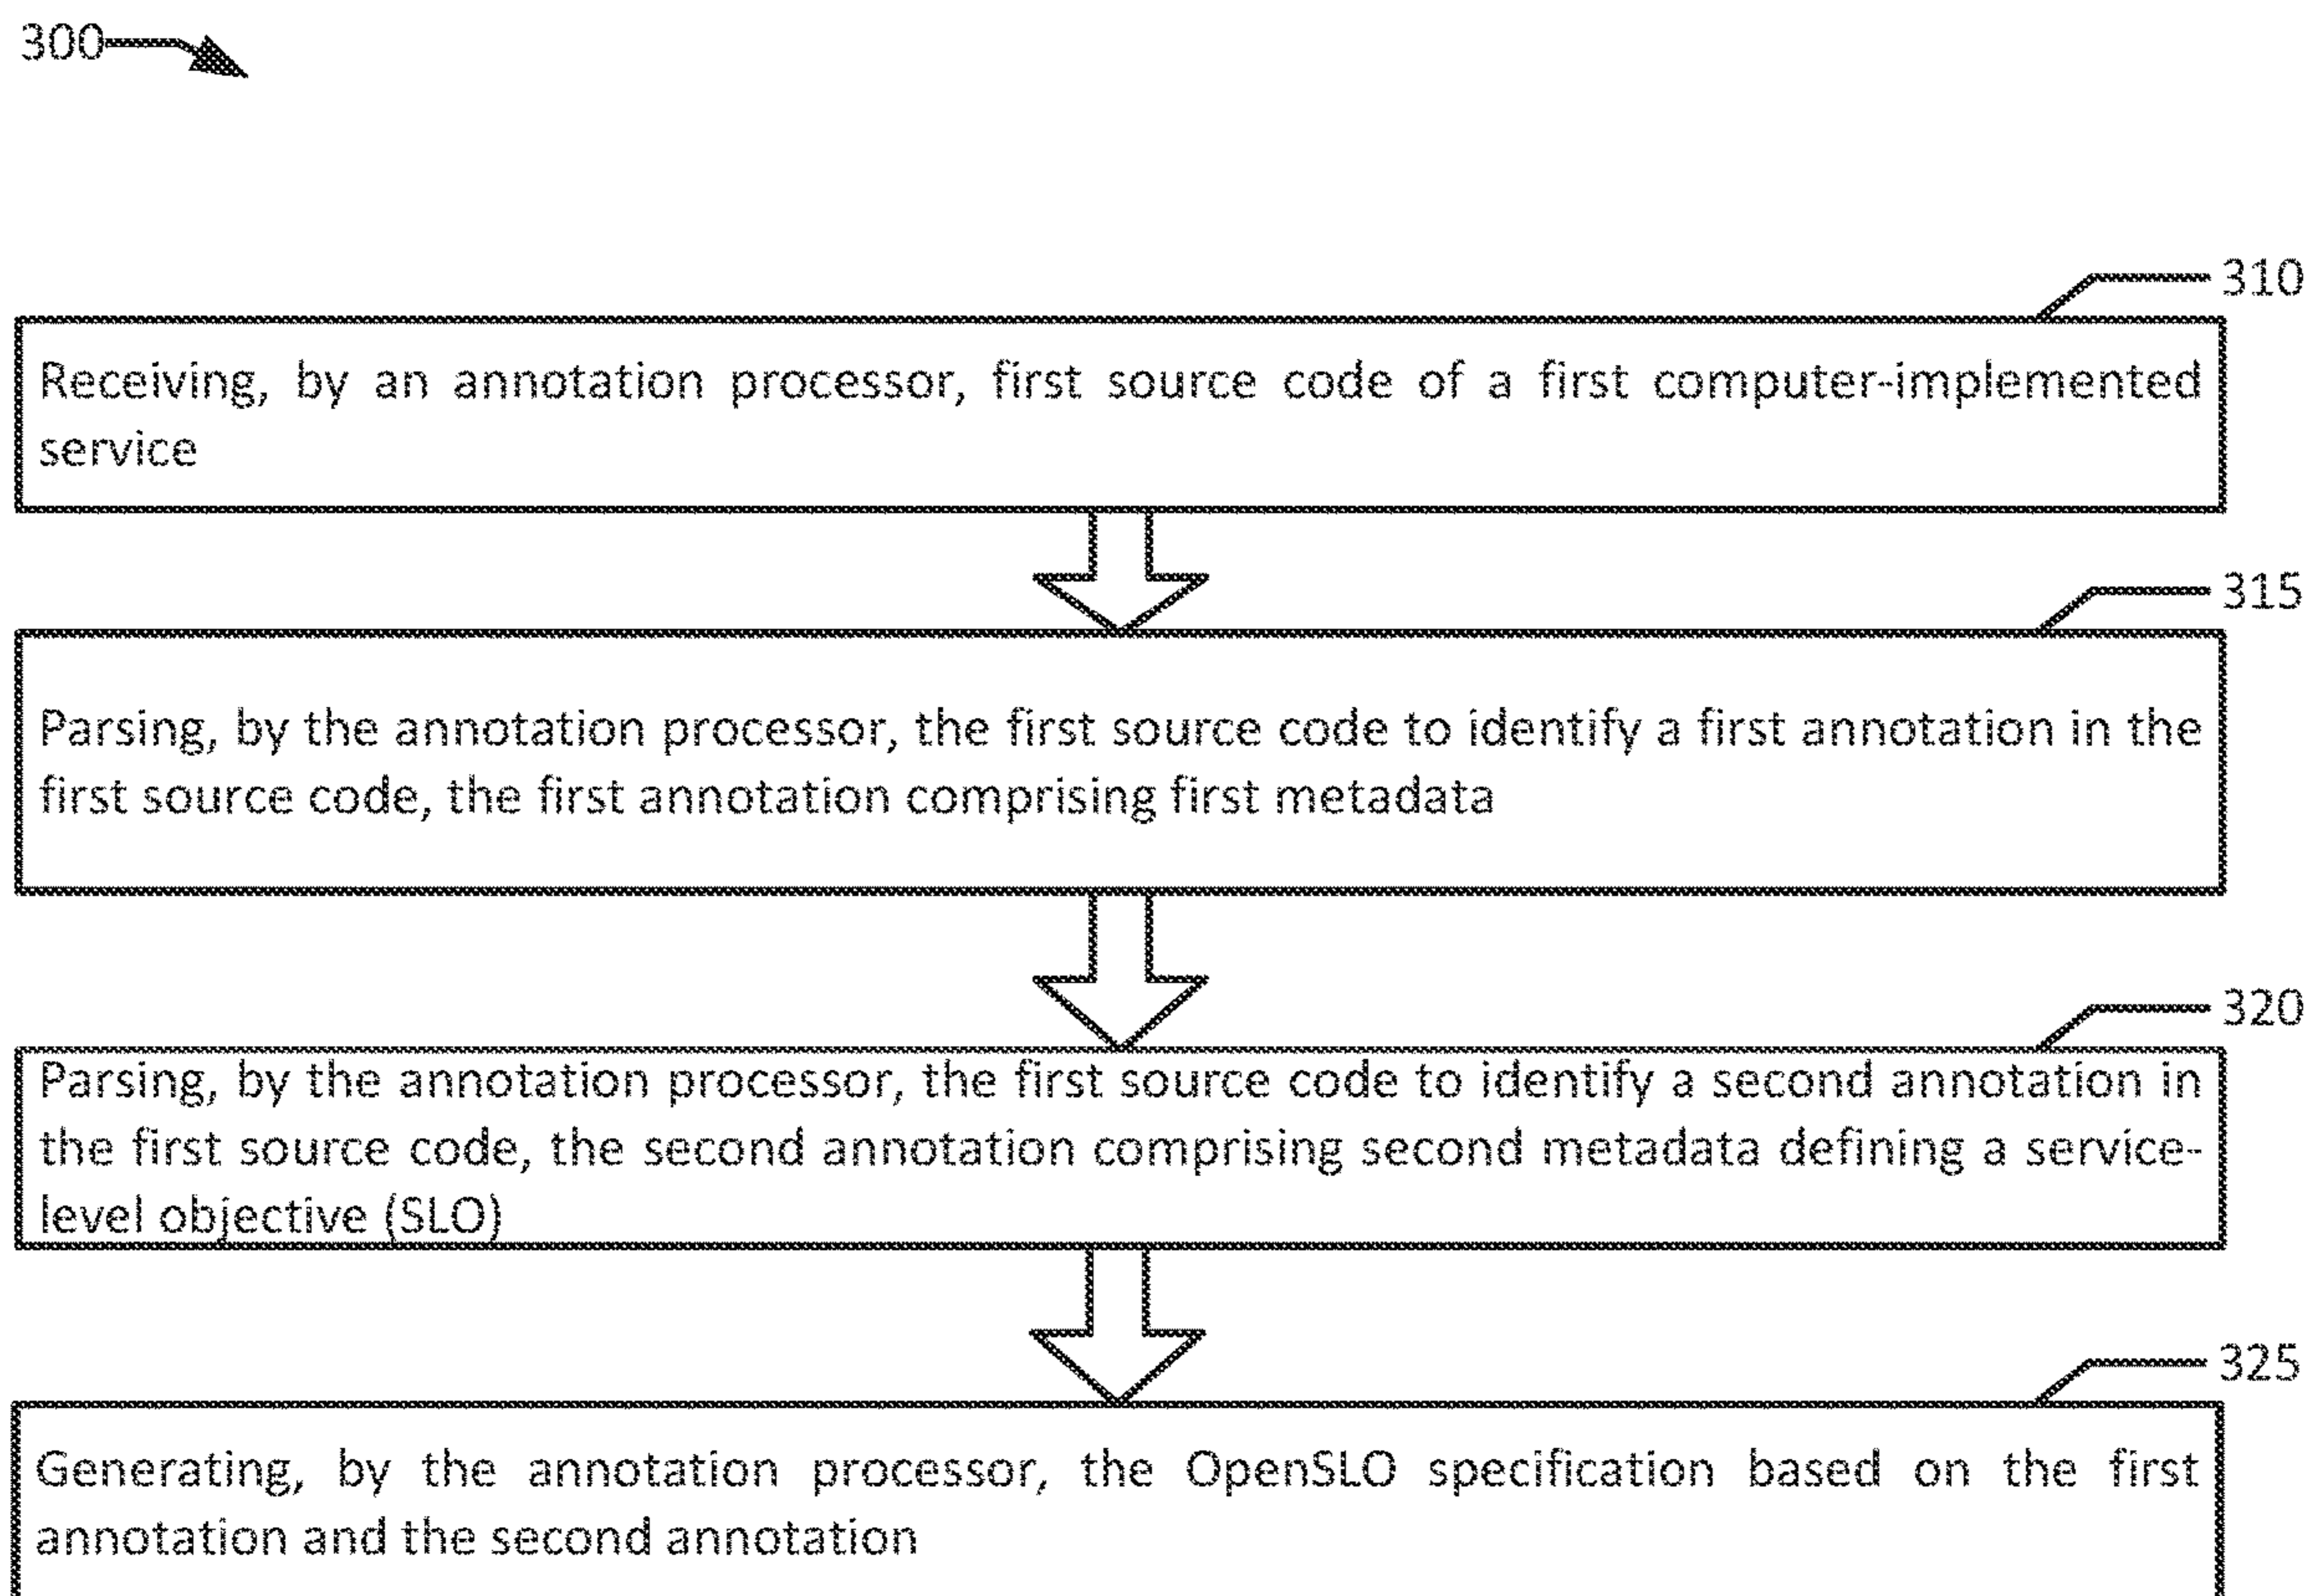 300
310
Receiving, by an annotation processor, first source code of a first computer-implemented
service
315
Parsing, by the annotation processor, the first source code to identify a first annotation in the
first source code, the first annotation comprising first metadata
320
Parsing, by the annotation processor, the first source code to identify a second annotation in
the first source code, the second annotation comprising second metadata defining a service-
level objective (SLO)
325
Generating, by the annotation processor, the OpenSLO specification based on the first
annotation and the second annotation